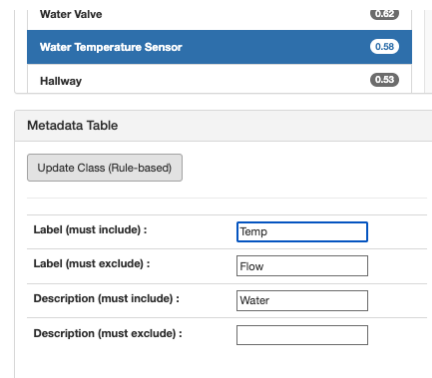 Water Valve 0.62
Water Temperature Sensor 0.58
Hallway 0.53
Metadata Table
Update Class (Rule-based)
Label (must include) : Temp
Label (must exclude) : Flow
Description (must include) : Water
Description (must exclude) :